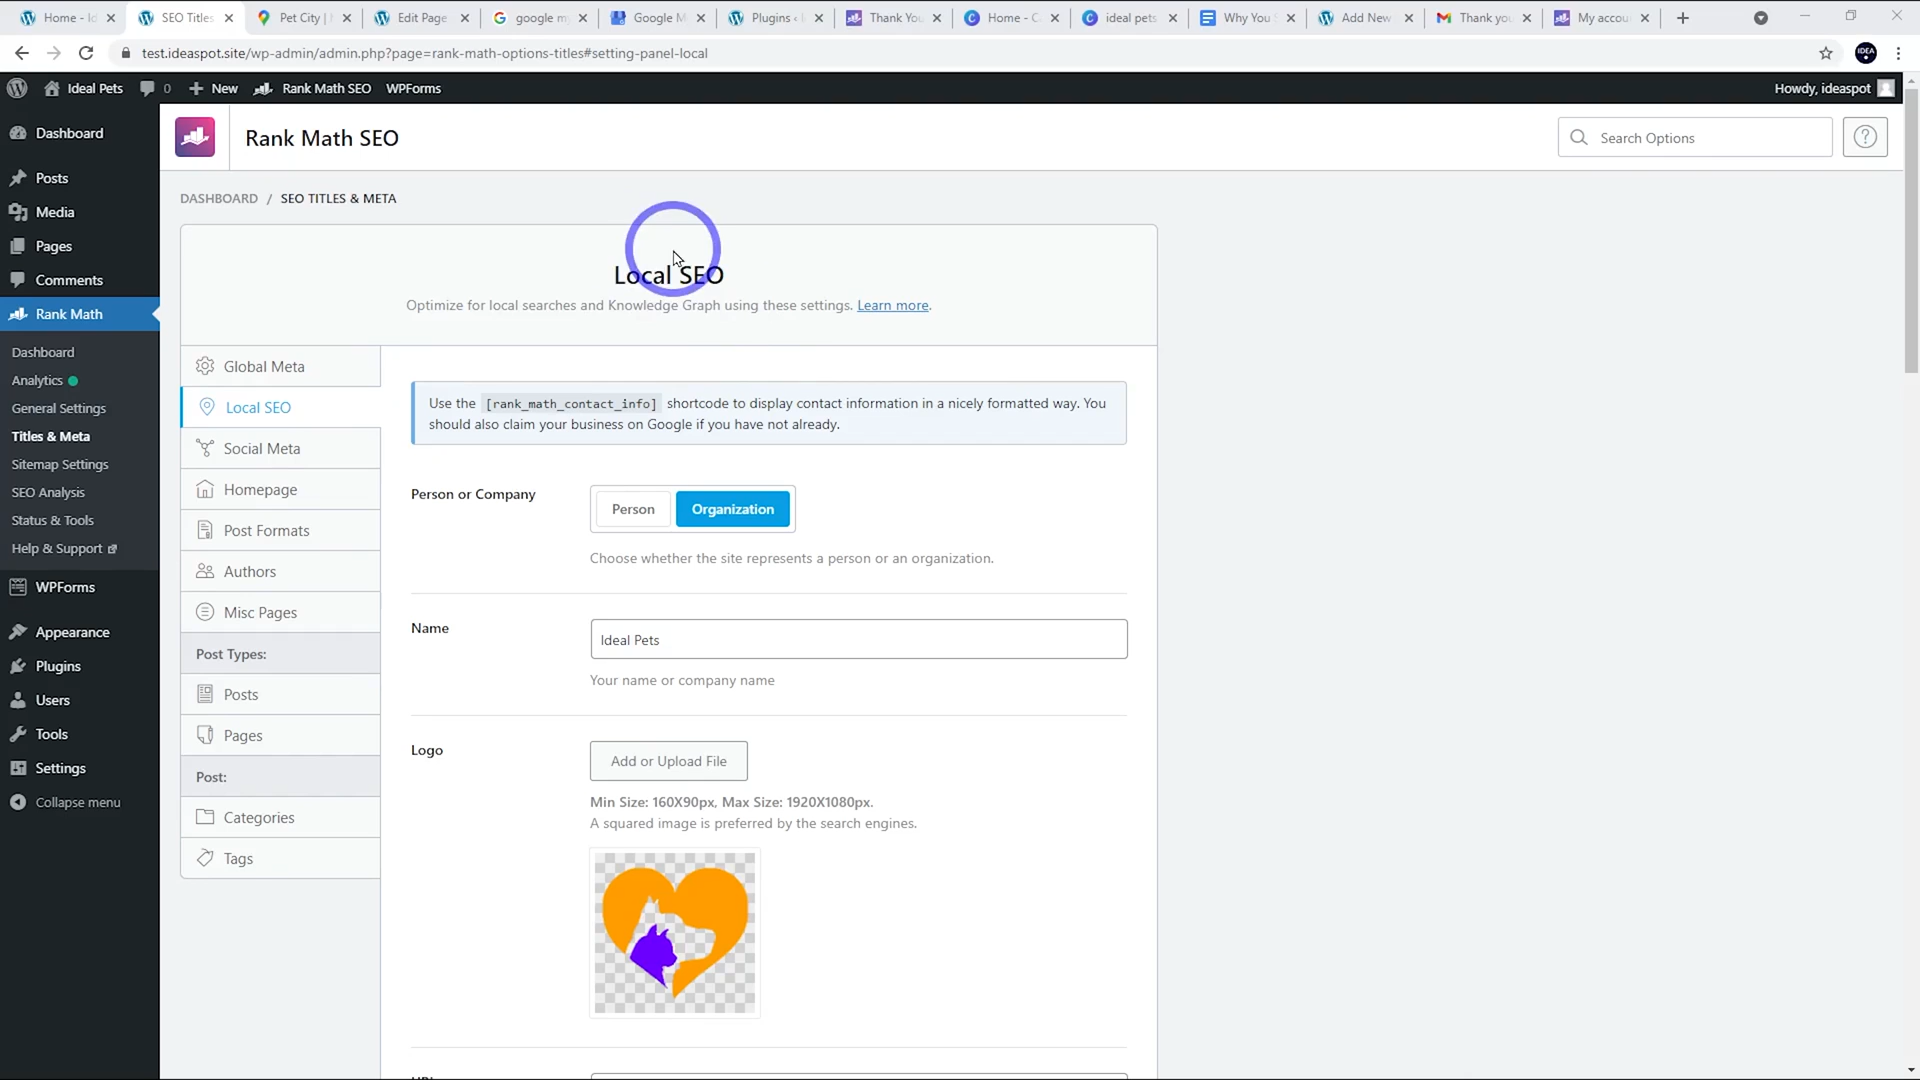 Home - Id
SEO Titles
Pet City |
Edit Page
google m
Google M
Plugins ‹ I
Thank You
Home - C
ideal pets
Why You S
Add New
Thank you
My accou
test.ideaspot.site/wp-admin/admin.php?page=rank-math-options-titles#setting-panel-local
IDEA
Ideal Pets
0
New
Rank Math SEO
WPForms
Howdy, ideaspot
Dashboard
Posts
Media
Pages
Comments
Rank Math
Dashboard
Analytics
General Settings
Titles & Meta
Sitemap Settings
SEO Analysis
Status & Tools
Help & Support
WPForms
Appearance
Plugins
Users
Tools
Settings
Collapse menu
Rank Math SEO
Search Options
DASHBOARD / SEO TITLES & META
Local SEO
Optimize for local searches and Knowledge Graph using these settings. Learn more.
Global Meta
Local SEO
Social Meta
Homepage
Post Formats
Authors
Misc Pages
Post Types:
Posts
Pages
Post:
Categories
Tags
Use the [rank_math_contact_info] shortcode to display contact information in a nicely formatted way. You
should also claim your business on Google if you have not already.
Person or Company
Person
Organization
Choose whether the site represents a person or an organization.
Name
Ideal Pets
Your name or company name
Logo
Add or Upload File
Min Size: 160X90px, Max Size: 1920X1080px.
A squared image is preferred by the search engines.